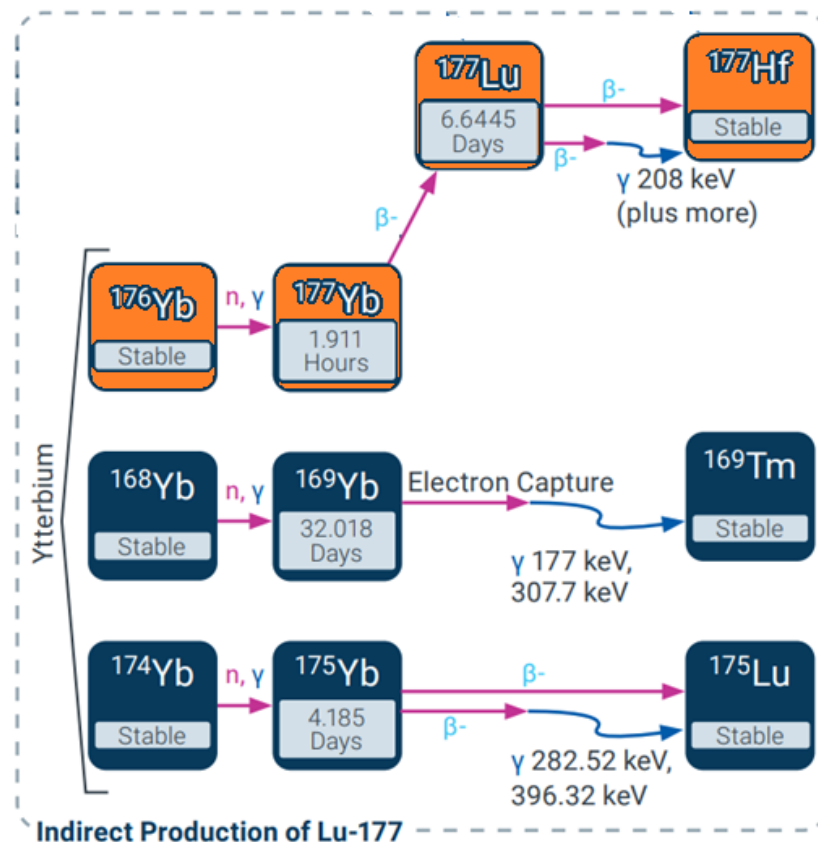 ¹⁷⁷Lu
6.6445
Days
β-
β-
γ 208 keV
(plus more)
¹⁷⁷Hf
Stable
β-
Ytterbium
¹⁷⁶Yb
Stable
n, γ
¹⁷⁷Yb
1.911
Hours
¹⁶⁸Yb
Stable
n, γ
¹⁶⁹Yb
32.018
Days
Electron Capture
γ 177 keV,
307.7 keV
¹⁶⁹Tm
Stable
¹⁷⁴Yb
Stable
n, γ
¹⁷⁵Yb
4.185
Days
β-
β-
γ 282.52 keV,
396.32 keV
¹⁷⁵Lu
Stable
Indirect Production of Lu-177